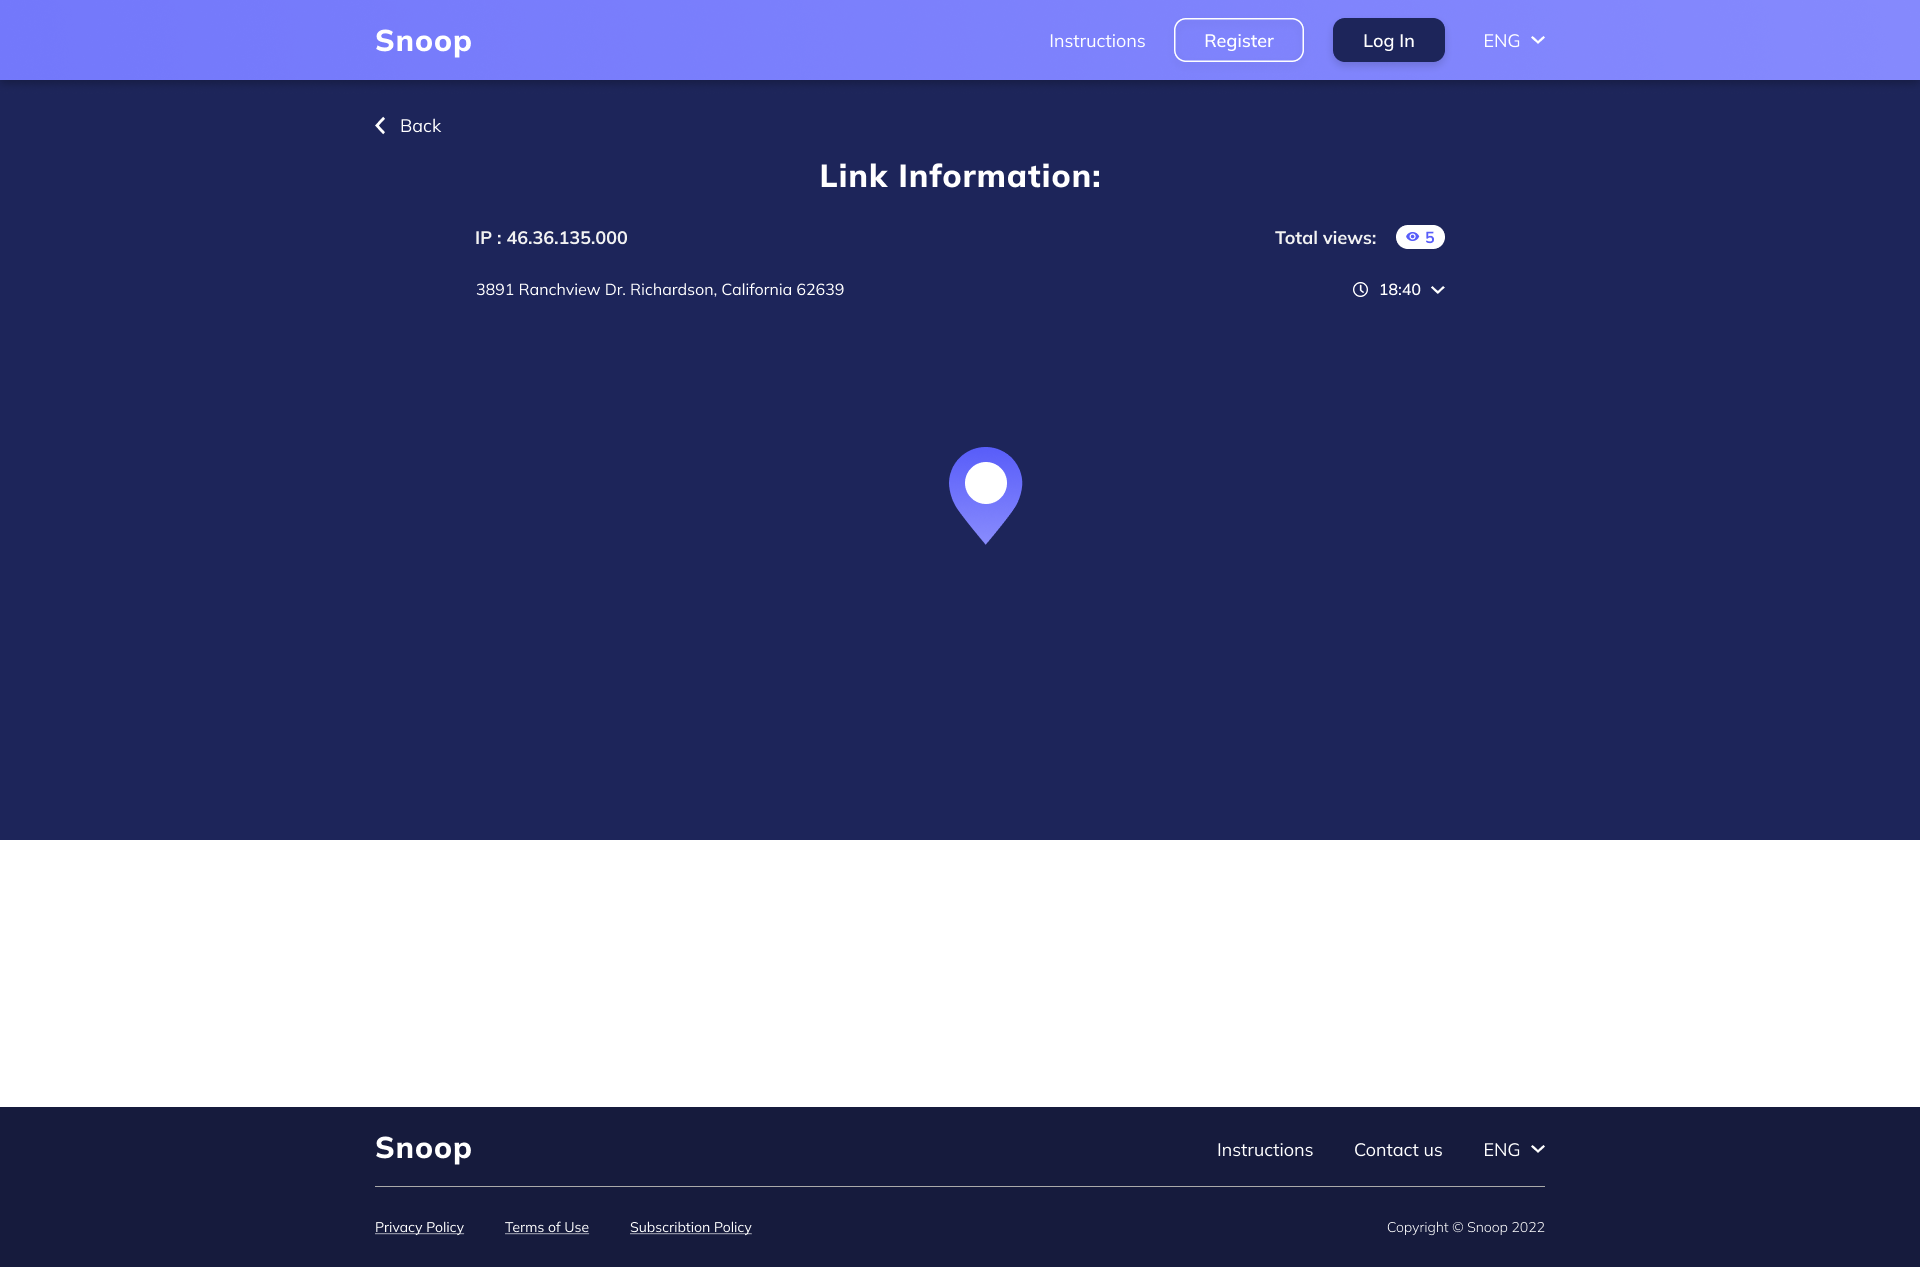 Snoop
Instructions
Register
Log In
ENG
Back
Link Information:
IP : 46.36.135.000
Total views:
5
3891 Ranchview Dr. Richardson, California 62639
18:40
Snoop
Instructions
Contact us
ENG
Privacy Policy
Terms of Use
Subscribtion Policy
Copyright © Snoop 2022